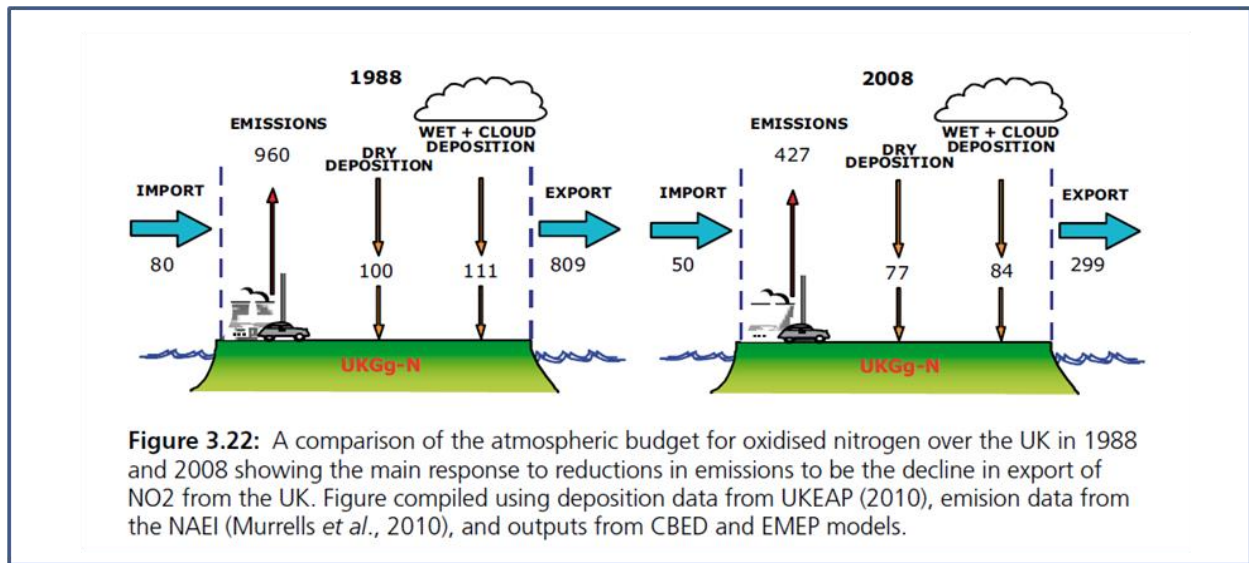 1988
EMISSIONS
960
DRY
DEPOSITION
WET + CLOUD
DEPOSITION
IMPORT
80
100
111
EXPORT
809
UKGg-N
2008
EMISSIONS
427
DRY
DEPOSITION
WET + CLOUD
DEPOSITION
IMPORT
50
77
84
EXPORT
299
UKGg-N
Figure 3.22: A comparison of the atmospheric budget for oxidised nitrogen over the UK in 1988
and 2008 showing the main response to reductions in emissions to be the decline in export of
NO2 from the UK. Figure compiled using deposition data from UKEAP (2010), emision data from
the NAEI (Murrells et al., 2010), and outputs from CBED and EMEP models.